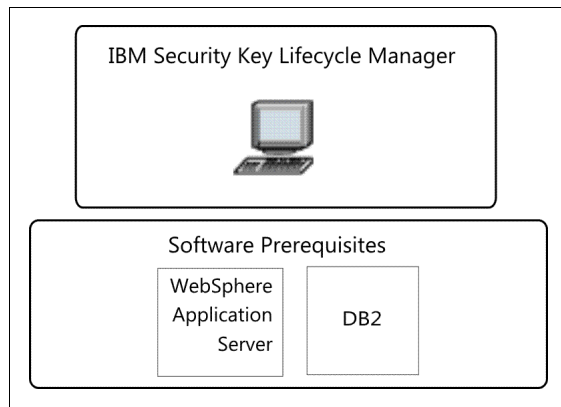 IBM Security Key Lifecycle Manager
Software Prerequisites
WebSphere
Application
Server
DB2